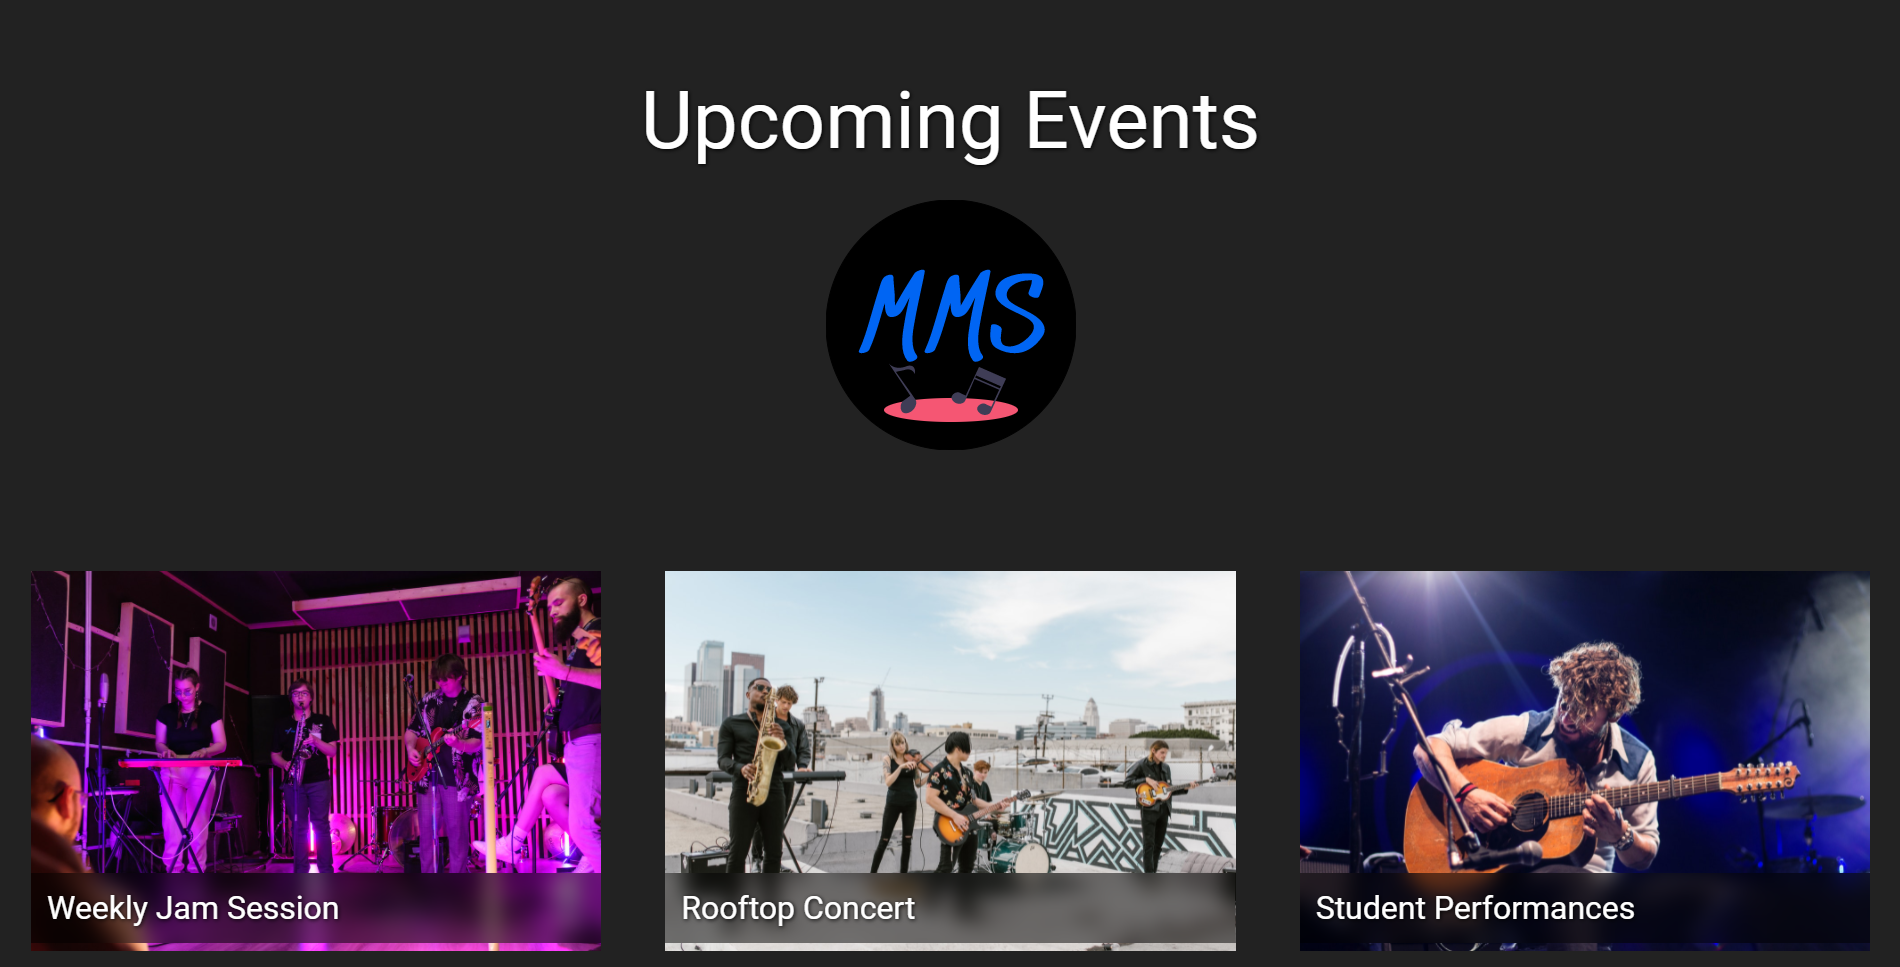 Upcoming Events
MMS
Weekly Jam Session
Rooftop Concert
Student Performances